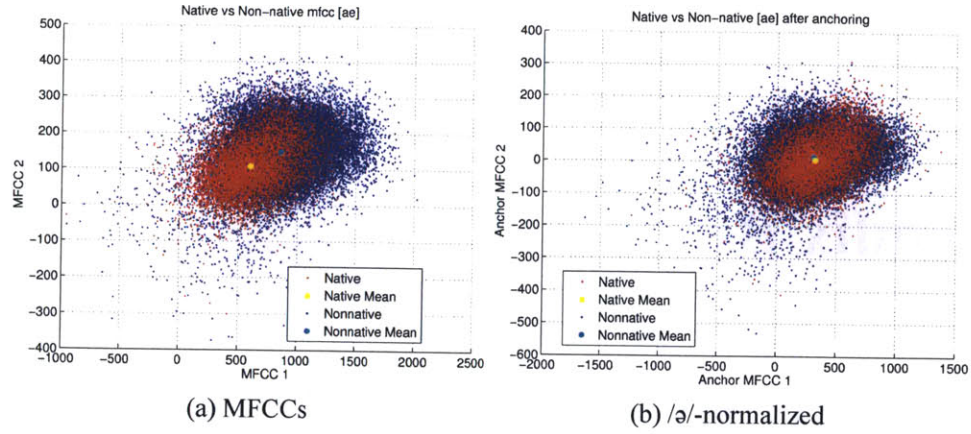 Native vs Non-native mfcc [ae]
500
400
300
200
100
0
-100
-200
-300
-400
MFCC 2
-1000 -500 0 500 1000 1500 2000 2500
MFCC 1
Native
Native Mean
Nonnative
Nonnative Mean
(a) MFCCs
Native vs Non-native [ae] after anchoring
400
300
200
100
0
-100
-200
-300
-400
-500
-600
Anchor MFCC 2
-2000 -1500 -1000 -500 0 500 1000 1500
Anchor MFCC 1
Native
Native Mean
Nonnative
Nonnative Mean
(b) /ə/-normalized